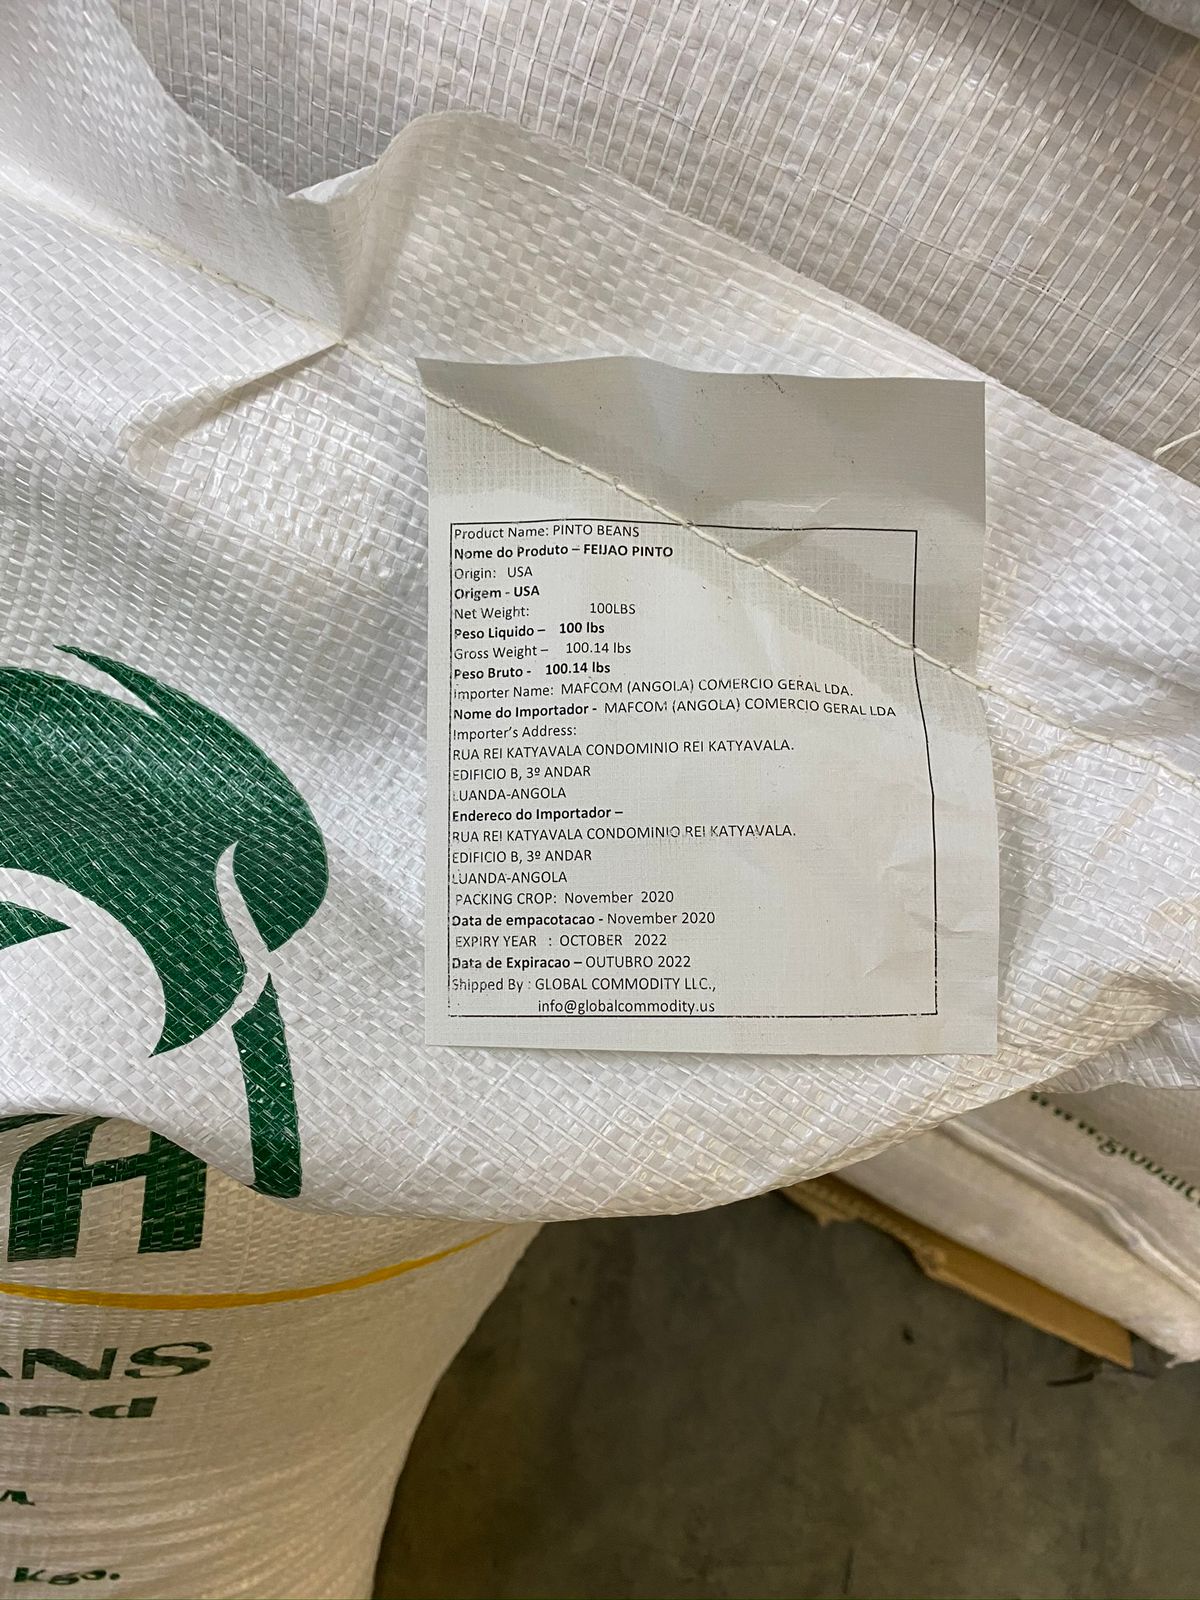 Product Name: PINTO BEANS
Nome do Produto – FEIJAO PINTO
Origin: USA
Origem - USA
Net Weight: 100LBS
Peso Liquido – 100 lbs
Gross Weight – 100.14 lbs
Peso Bruto - 100.14 lbs
Importer Name: MAFCOM (ANGOLA) COMERCIO GERAL LDA.
Nome do Importador - MAFCOM (ANGOLA) COMERCIO GERAL LDA
Importer's Address:
RUA REI KATYAVALA CONDOMINIO REI KATYAVALA.
EDIFICIO B, 3º ANDAR
LUANDA-ANGOLA
Endereco do Importador –
RUA REI KATYAVALA CONDOMINIO REI KATYAVALA.
EDIFICIO B, 3º ANDAR
LUANDA-ANGOLA
PACKING CROP: November 2020
Data de empacotacao - November 2020
EXPIRY YEAR : OCTOBER 2022
Data de Expiracao – OUTUBRO 2022
Shipped By : GLOBAL COMMODITY LLC.,
info@globalcommodity.us
Kgs.